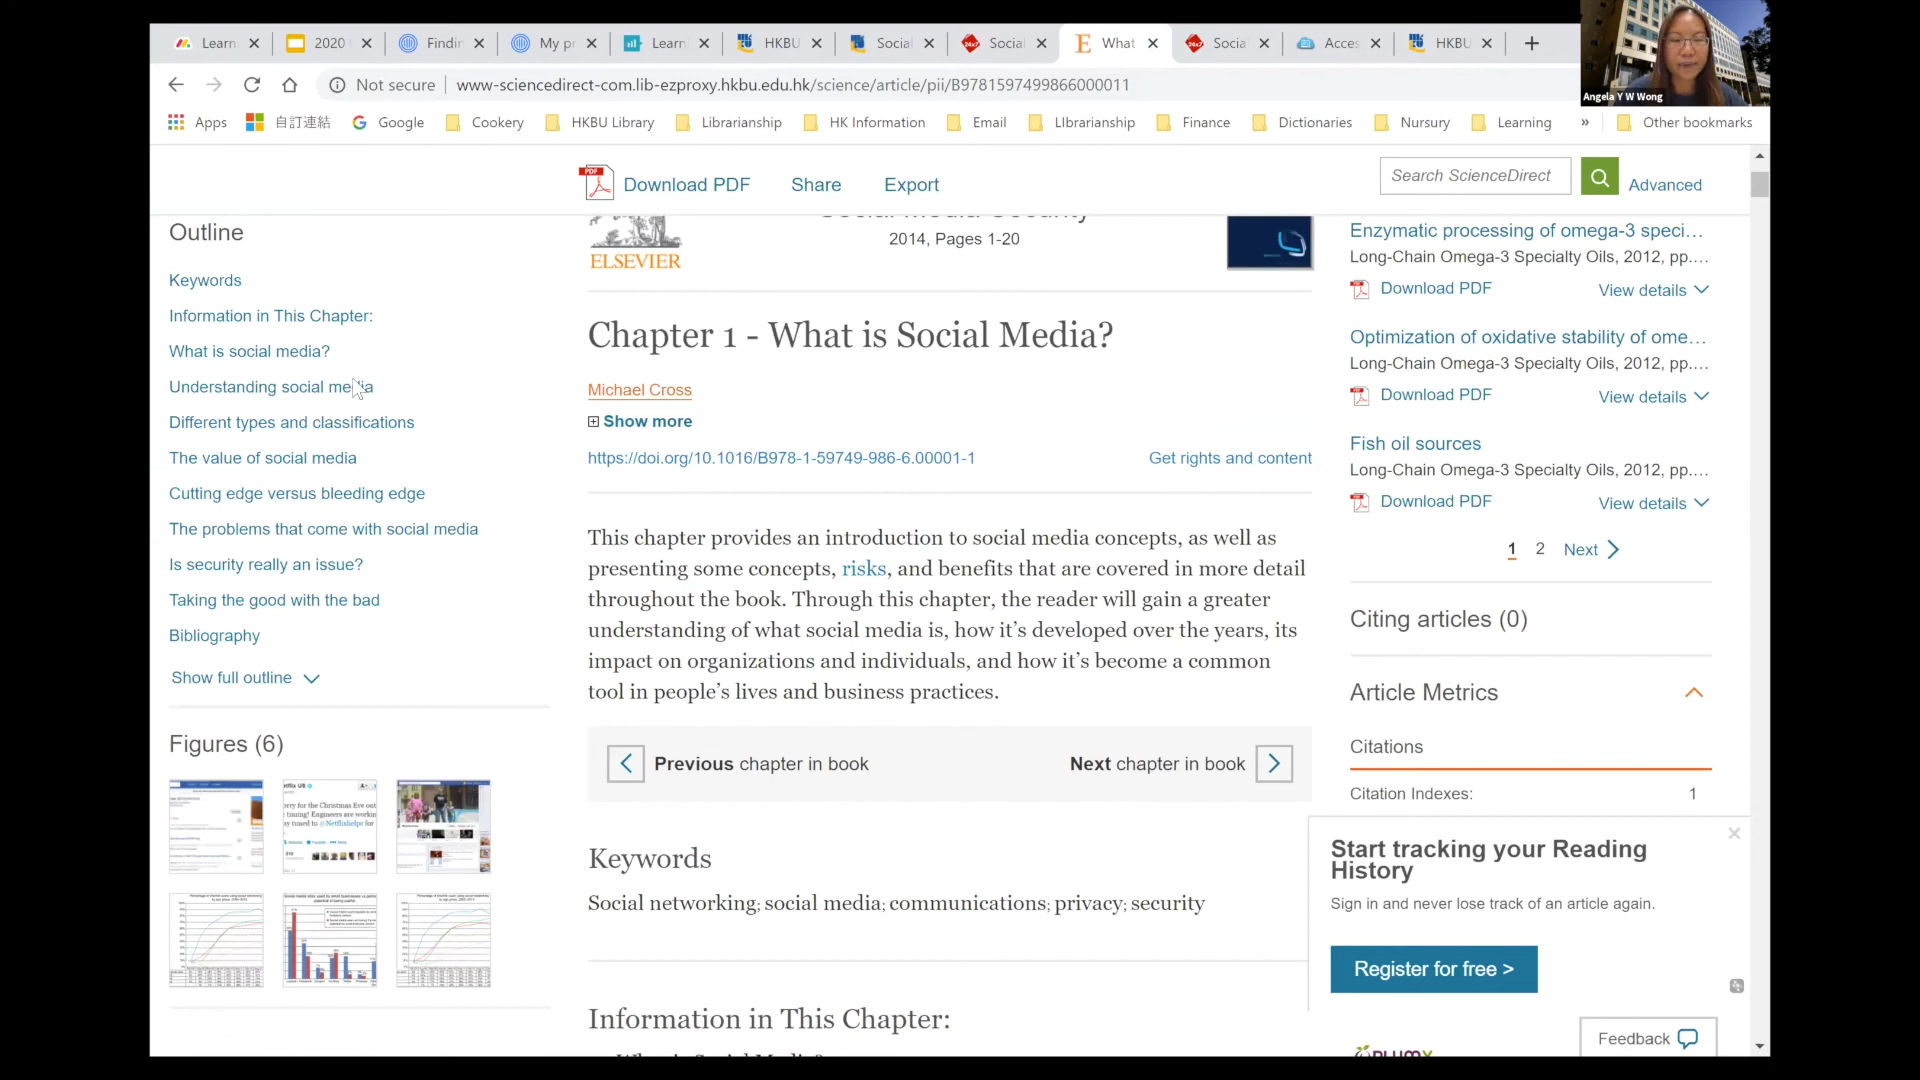 Learn
2020
Findin
My pr
Learn
HKBU
Social
Social
What
Social
Acces
HKBU
Not secure
www-sciencedirect-com.lib-ezproxy.hkbu.edu.hk/science/article/pii/B9781597499866000011
Angela Y W Wong
Apps
自訂連結
Google
Cookery
HKBU Library
Librarianship
HK Information
Email
LIbrarianship
Finance
Dictionaries
Nursury
Learning
»
Other bookmarks
Download PDF
Share
Export
Search ScienceDirect
Advanced
Outline
Keywords
Information in This Chapter:
What is social media?
Understanding social media
Different types and classifications
The value of social media
Cutting edge versus bleeding edge
The problems that come with social media
Is security really an issue?
Taking the good with the bad
Bibliography
Show full outline
Figures (6)
ELSEVIER
Social Media Security
2014, Pages 1-20
Chapter 1 - What is Social Media?
Michael Cross
Show more
https://doi.org/10.1016/B978-1-59749-986-6.00001-1
Get rights and content
This chapter provides an introduction to social media concepts, as well as
presenting some concepts, risks, and benefits that are covered in more detail
throughout the book. Through this chapter, the reader will gain a greater
understanding of what social media is, how it’s developed over the years, its
impact on organizations and individuals, and how it’s become a common
tool in people’s lives and business practices.
Previous chapter in book
Next chapter in book
Keywords
Social networking; social media; communications; privacy; security
Information in This Chapter:
Enzymatic processing of omega-3 speci…
Long-Chain Omega-3 Specialty Oils, 2012, pp.…
Download PDF
View details
Optimization of oxidative stability of ome…
Long-Chain Omega-3 Specialty Oils, 2012, pp.…
Download PDF
View details
Fish oil sources
Long-Chain Omega-3 Specialty Oils, 2012, pp.…
Download PDF
View details
1 2 Next
Citing articles (0)
Article Metrics
Citations
Citation Indexes: 1
Start tracking your Reading
History
Sign in and never lose track of an article again.
Register for free >
Feedback